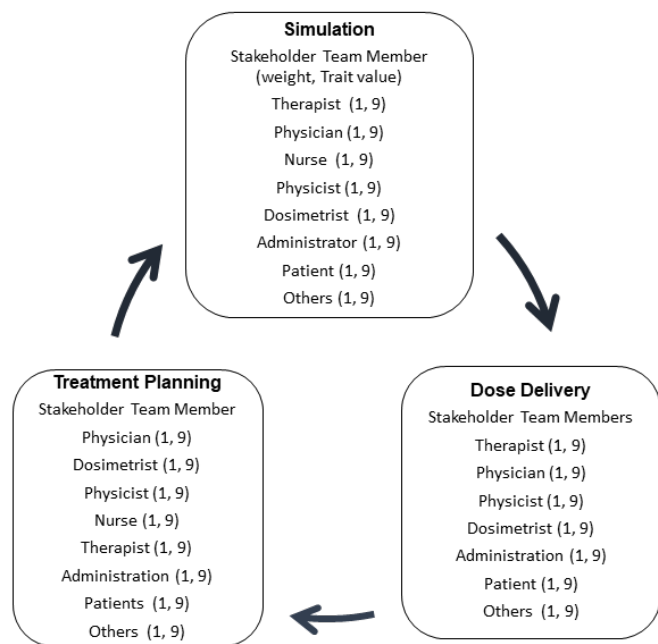 Simulation
Stakeholder Team Member
(weight, Trait value)
Therapist (1, 9)
Physician (1, 9)
Nurse (1, 9)
Physicist (1, 9)
Dosimetrist (1, 9)
Administrator (1, 9)
Patient (1, 9)
Others (1, 9)
Treatment Planning
Stakeholder Team Member
Physician (1, 9)
Dosimetrist (1, 9)
Physicist (1, 9)
Nurse (1, 9)
Therapist (1, 9)
Administration (1, 9)
Patients (1, 9)
Others (1, 9)
Dose Delivery
Stakeholder Team Members
Therapist (1, 9)
Physician (1, 9)
Physicist (1, 9)
Dosimetrist (1, 9)
Administration (1, 9)
Patient (1, 9)
Others (1, 9)